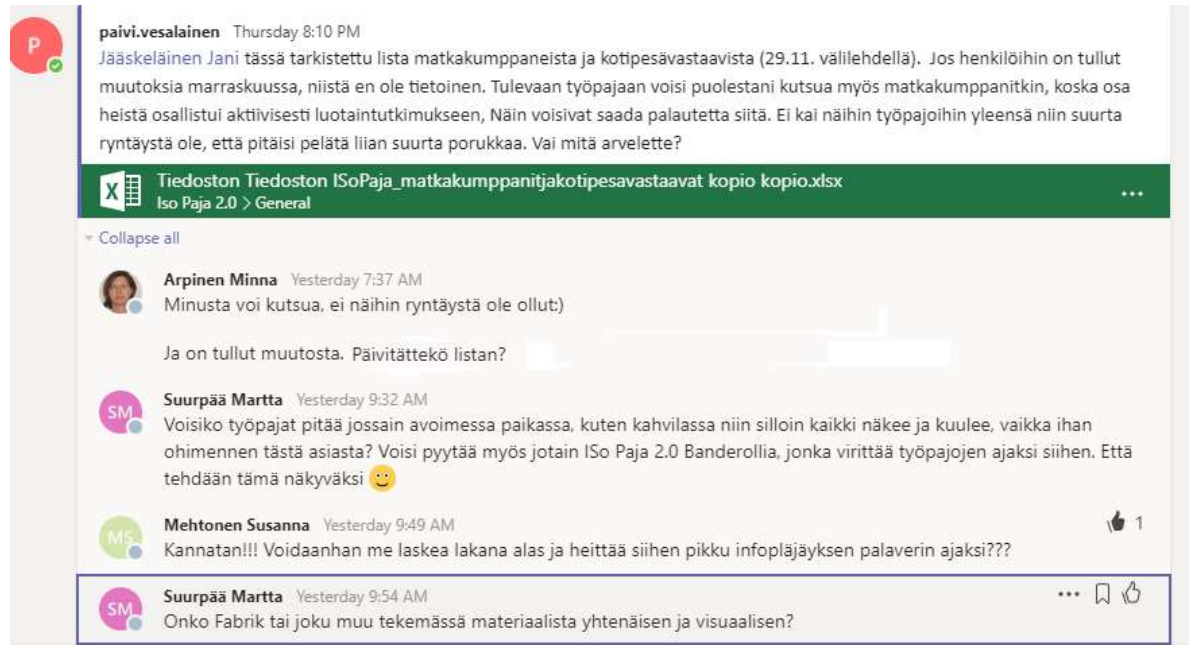 P
paivi.vesalainen Thursday 8:10 PM
Jääskeläinen Jani tässä tarkistettu lista matkakumppaneista ja kotipesävastaavista (29.11. välilehdellä). Jos henkilöihin on tullut
muutoksia marraskuussa, niistä en ole tietoinen. Tulevaan työpajaan voisi puolestani kutsua myös matkakumppanitkin, koska osa
heistä osallistui aktiivisesti luotaintutkimukseen, Näin voisivat saada palautetta siitä. Ei kai näihin työpajoihin yleensä niin suurta
ryntäystä ole, että pitäisi pelätä liian suurta porukkaa. Vai mitä arvelette?
Tiedoston Tiedoston ISoPaja_matkakumppanitjakotipesavastaavat kopio kopio.xlsx
Iso Paja 2.0 > General
Collapse all
Arpinen Minna Yesterday 7:37 AM
Minusta voi kutsua, ei näihin ryntäystä ole ollut:)
Ja on tullut muutosta. Päivitättekö listan?
SM
Suurpää Martta Yesterday 9:32 AM
Voisiko työpajat pitää jossain avoimessa paikassa, kuten kahvilassa niin silloin kaikki näkee ja kuulee, vaikka ihan
ohimennen tästä asiasta? Voisi pyytää myös jotain ISo Paja 2.0 Banderollia, jonka virittää työpajojen ajaksi siihen. Että
tehdään tämä näkyväksi 🙂
MS
Mehtonen Susanna Yesterday 9:49 AM
1
Kannatan!!! Voidaanhan me laskea lakana alas ja heittää siihen pikku infopläjäyksen palaverin ajaksi???
SM
Suurpää Martta Yesterday 9:54 AM
Onko Fabrik tai joku muu tekemässä materiaalista yhtenäisen ja visuaalisen?